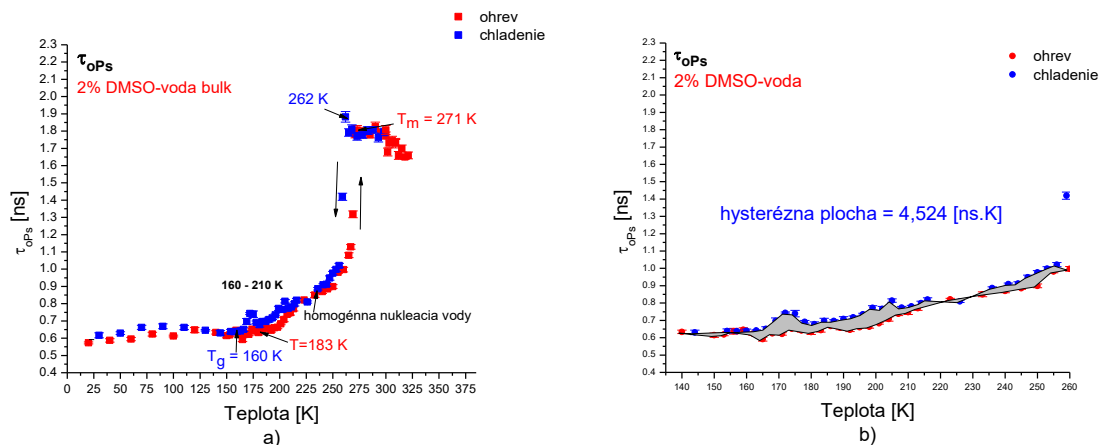 ohrev
chladenie
τoPs
2% DMSO-voda bulk
262 K
Tm = 271 K
160 - 210 K
homogénna nukleacia vody
T=183 K
Tg = 160 K
τoPs [ns]
2.3
2.2
2.1
2.0
1.9
1.8
1.7
1.6
1.5
1.4
1.3
1.2
1.1
1.0
0.9
0.8
0.7
0.6
0.5
0.4
0 25 50 75 100 125 150 175 200 225 250 275 300 325 350 375
Teplota [K]
a)
ohrev
chladenie
τoPs
2% DMSO-voda
hysterézna plocha = 4,524 [ns.K]
τoPs [ns]
2.3
2.2
2.1
2.0
1.9
1.8
1.7
1.6
1.5
1.4
1.3
1.2
1.1
1.0
0.9
0.8
0.7
0.6
0.5
0.4
140 150 160 170 180 190 200 210 220 230 240 250 260
Teplota [K]
b)